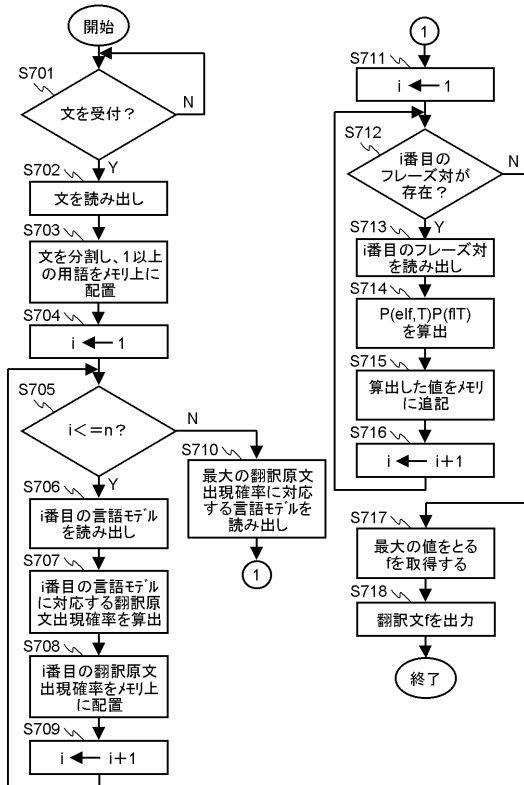 開始
S701
文を受付？
N
Y
S702
文を読み出し
S703
文を分割し、１以上
の用語をメモリ上に
配置
S704
i ← 1
S705
i<=n？
N
Y
S706
i番目の言語モデル
を読み出し
S707
i番目の言語モデル
に対応する翻訳原
文出現確率を算出
S708
i番目の翻訳原文
出現確率をメモリ上
に配置
S709
i ← i+1
S710
最大の翻訳原文
出現確率に対応
する言語モデルを
読み出し
1
1
S711
i ← 1
S712
i番目の
フレーズ対が
存在？
N
Y
S713
i番目のフレーズ対
を読み出し
S714
P(e|f,T)P(f|T)
を算出
S715
算出した値をメモリ
に追記
S716
i ← i+1
S717
最大の値をとる
fを取得する
S718
翻訳文fを出力
終了